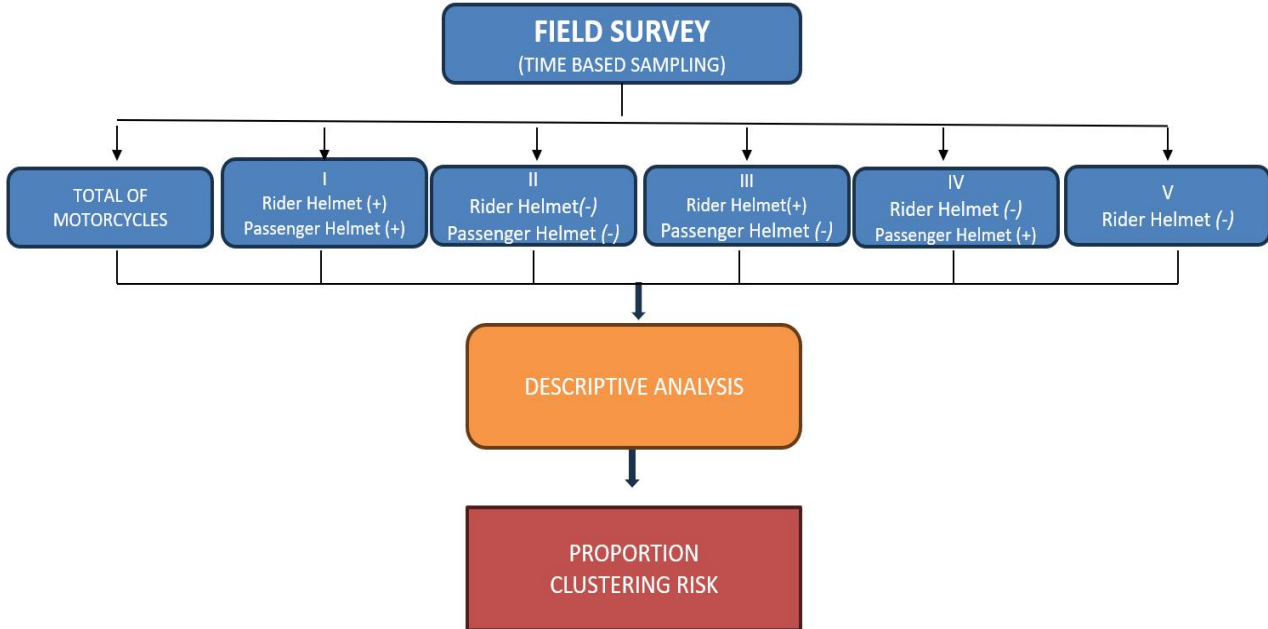 FIELD SURVEY
(TIME BASED SAMPLING)
TOTAL OF
MOTORCYCLES
I
Rider Helmet (+)
Passenger Helmet (+)
II
Rider Helmet(-)
Passenger Helmet (-)
III
Rider Helmet(+)
Passenger Helmet (-)
IV
Rider Helmet (-)
Passenger Helmet (+)
V
Rider Helmet (-)
DESCRIPTIVE ANALYSIS
PROPORTION
CLUSTERING RISK